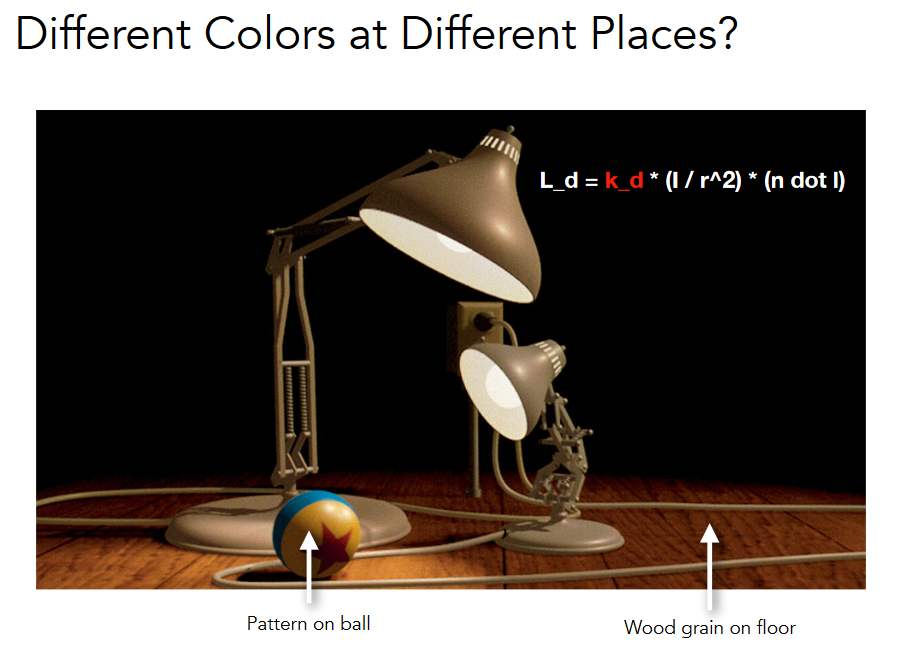 Different Colors at Different Places?
L_d = k_d * (I / r^2) * (n dot l)
Pattern on ball
Wood grain on floor